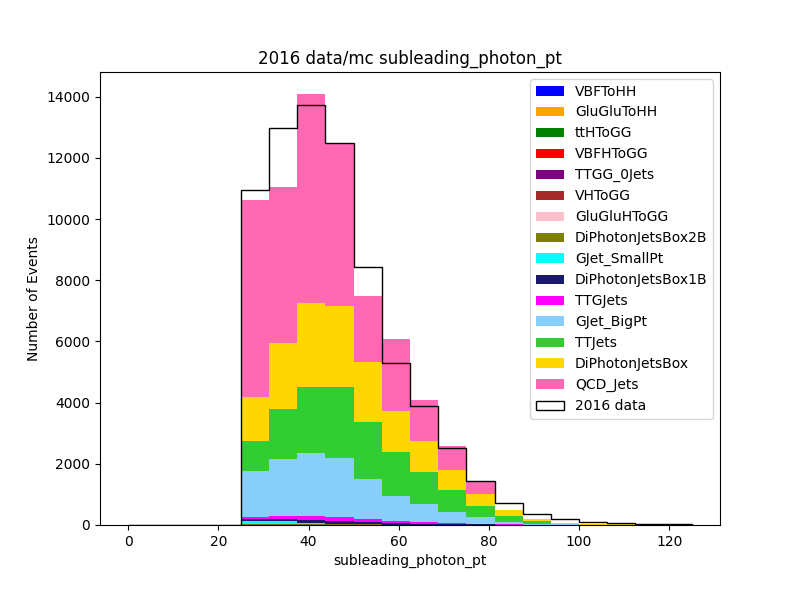 2016 data/mc subleading_photon_pt
Number of Events
14000
12000
10000
8000
6000
4000
2000
0
0 20 40 60 80 100 120
subleading_photon_pt
VBFToHH
GluGluToHH
ttHToGG
VBFHToGG
TTGG_0Jets
VHToGG
GluGluHToGG
DiPhotonJetsBox2B
GJet_SmallPt
DiPhotonJetsBox1B
TTGJets
GJet_BigPt
TTJets
DiPhotonJetsBox
QCD_Jets
2016 data